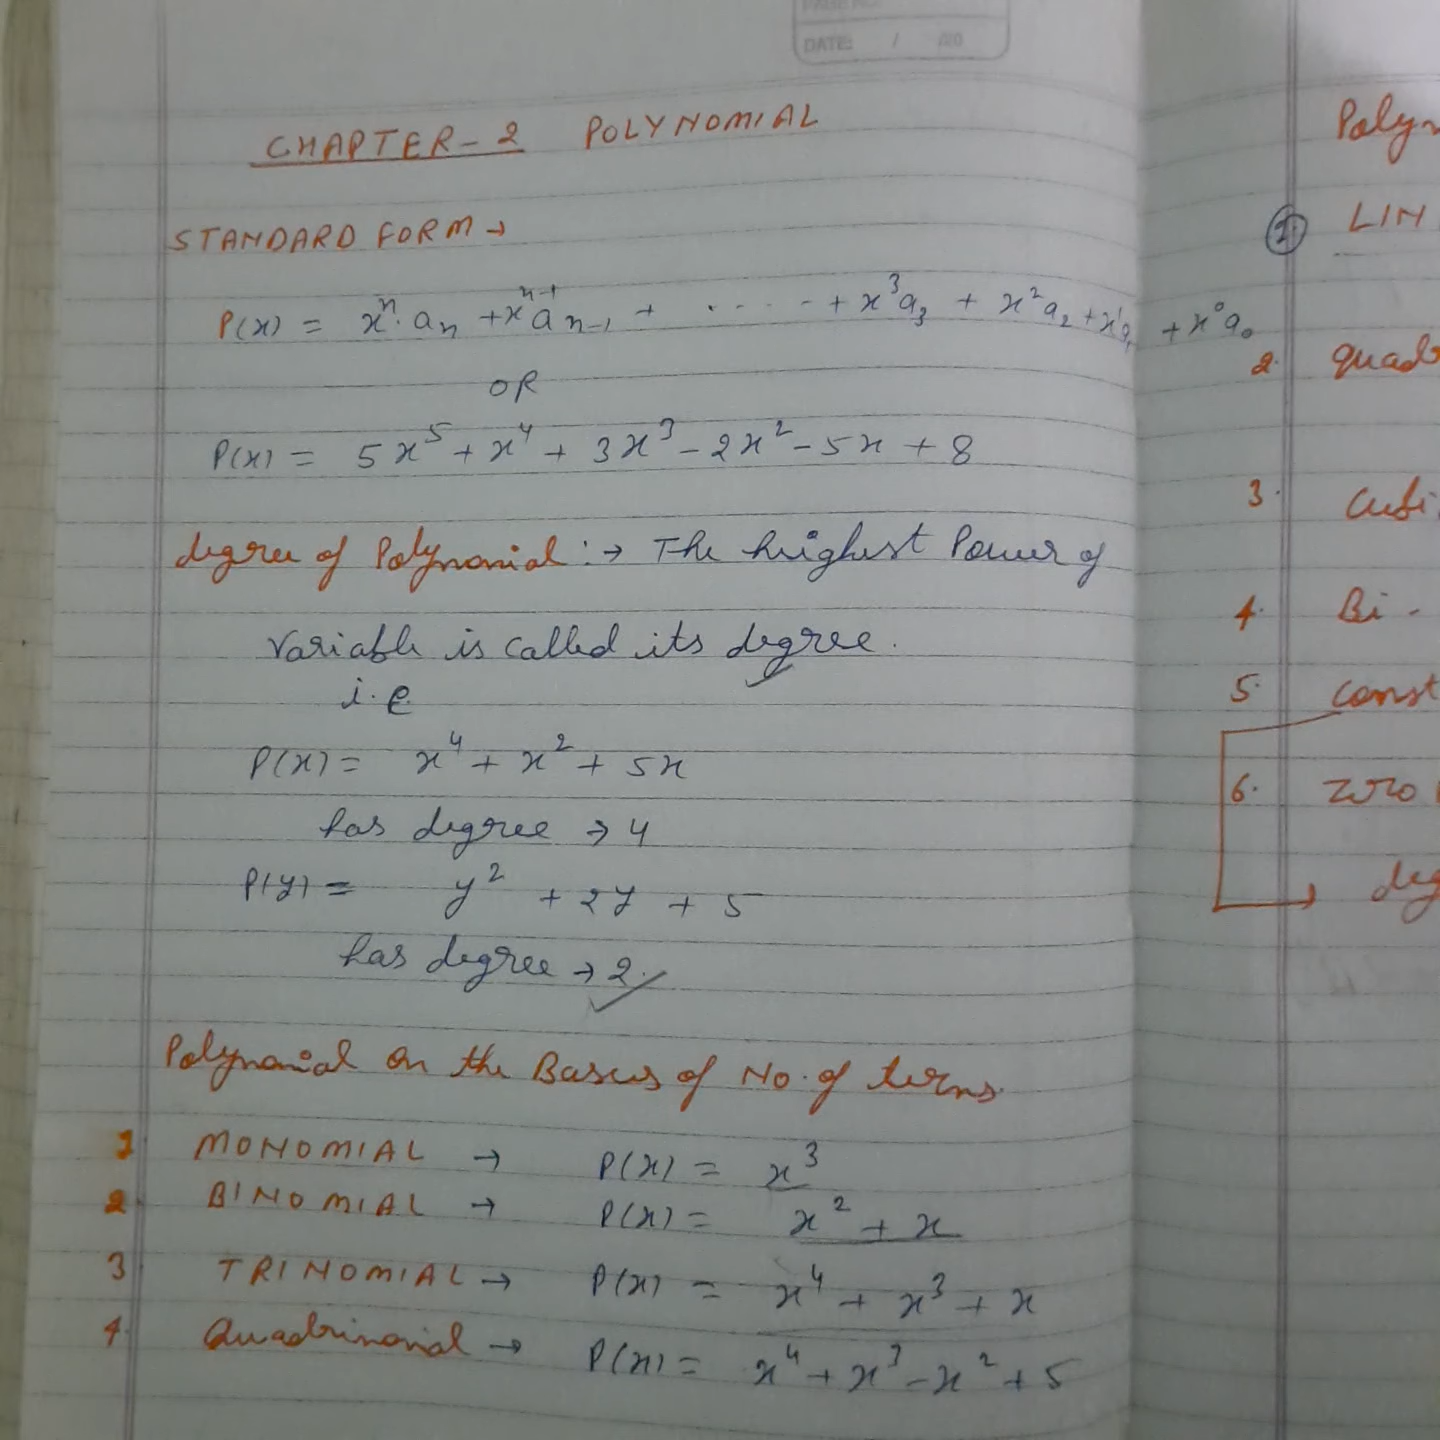 DATE: / /20
CHAPTER - 2 POLYNOMIAL
STANDARD FORM →
P(x) = xⁿ. aₙ + xⁿ⁻¹ aₙ₋₁ + ..... + x³a₃ + x²a₂ + x¹a₁ + x⁰a₀
OR
P(x) = 5x⁵ + x⁴ + 3x³ - 2x² - 5x + 8
degree of Polynomial :→ The highest Power of
variable is called its degree.
i.e
P(x) = x⁴ + x² + 5x
has degree → 4
P(y) = y² + 2y + 5
has degree → 2.
Polynomial on the Bases of No. of terms
1 MONOMIAL → P(x) = x³
2 BINOMIAL → P(x) = x² + x
3 TRINOMIAL → P(x) = x⁴ + x³ + x
4. Quadrinomial → P(x) = x⁴ + x³ - x² + 5
Polyn
1. LIN
2. quad
3. Cubi
4. Bi -
5. const
6. zero
deg